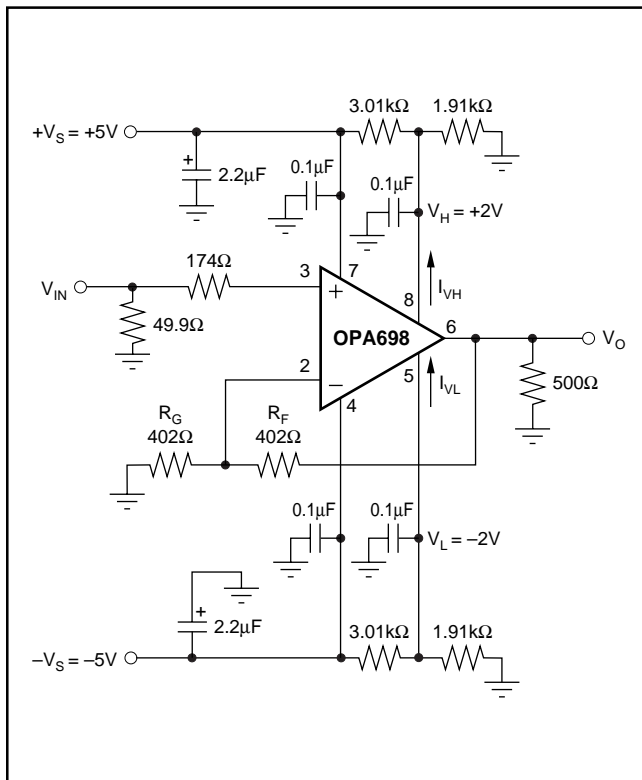 3.01kΩ 1.91kΩ
+V_S = +5V
+
2.2μF
0.1μF
0.1μF
V_H = +2V
174Ω
3
7
V_IN
+
8
I_VH
49.9Ω
OPA698
6
V_O
2
−
5
I_VL
500Ω
4
R_G
402Ω
R_F
402Ω
0.1μF
0.1μF
V_L = −2V
+
2.2μF
3.01kΩ 1.91kΩ
−V_S = −5V